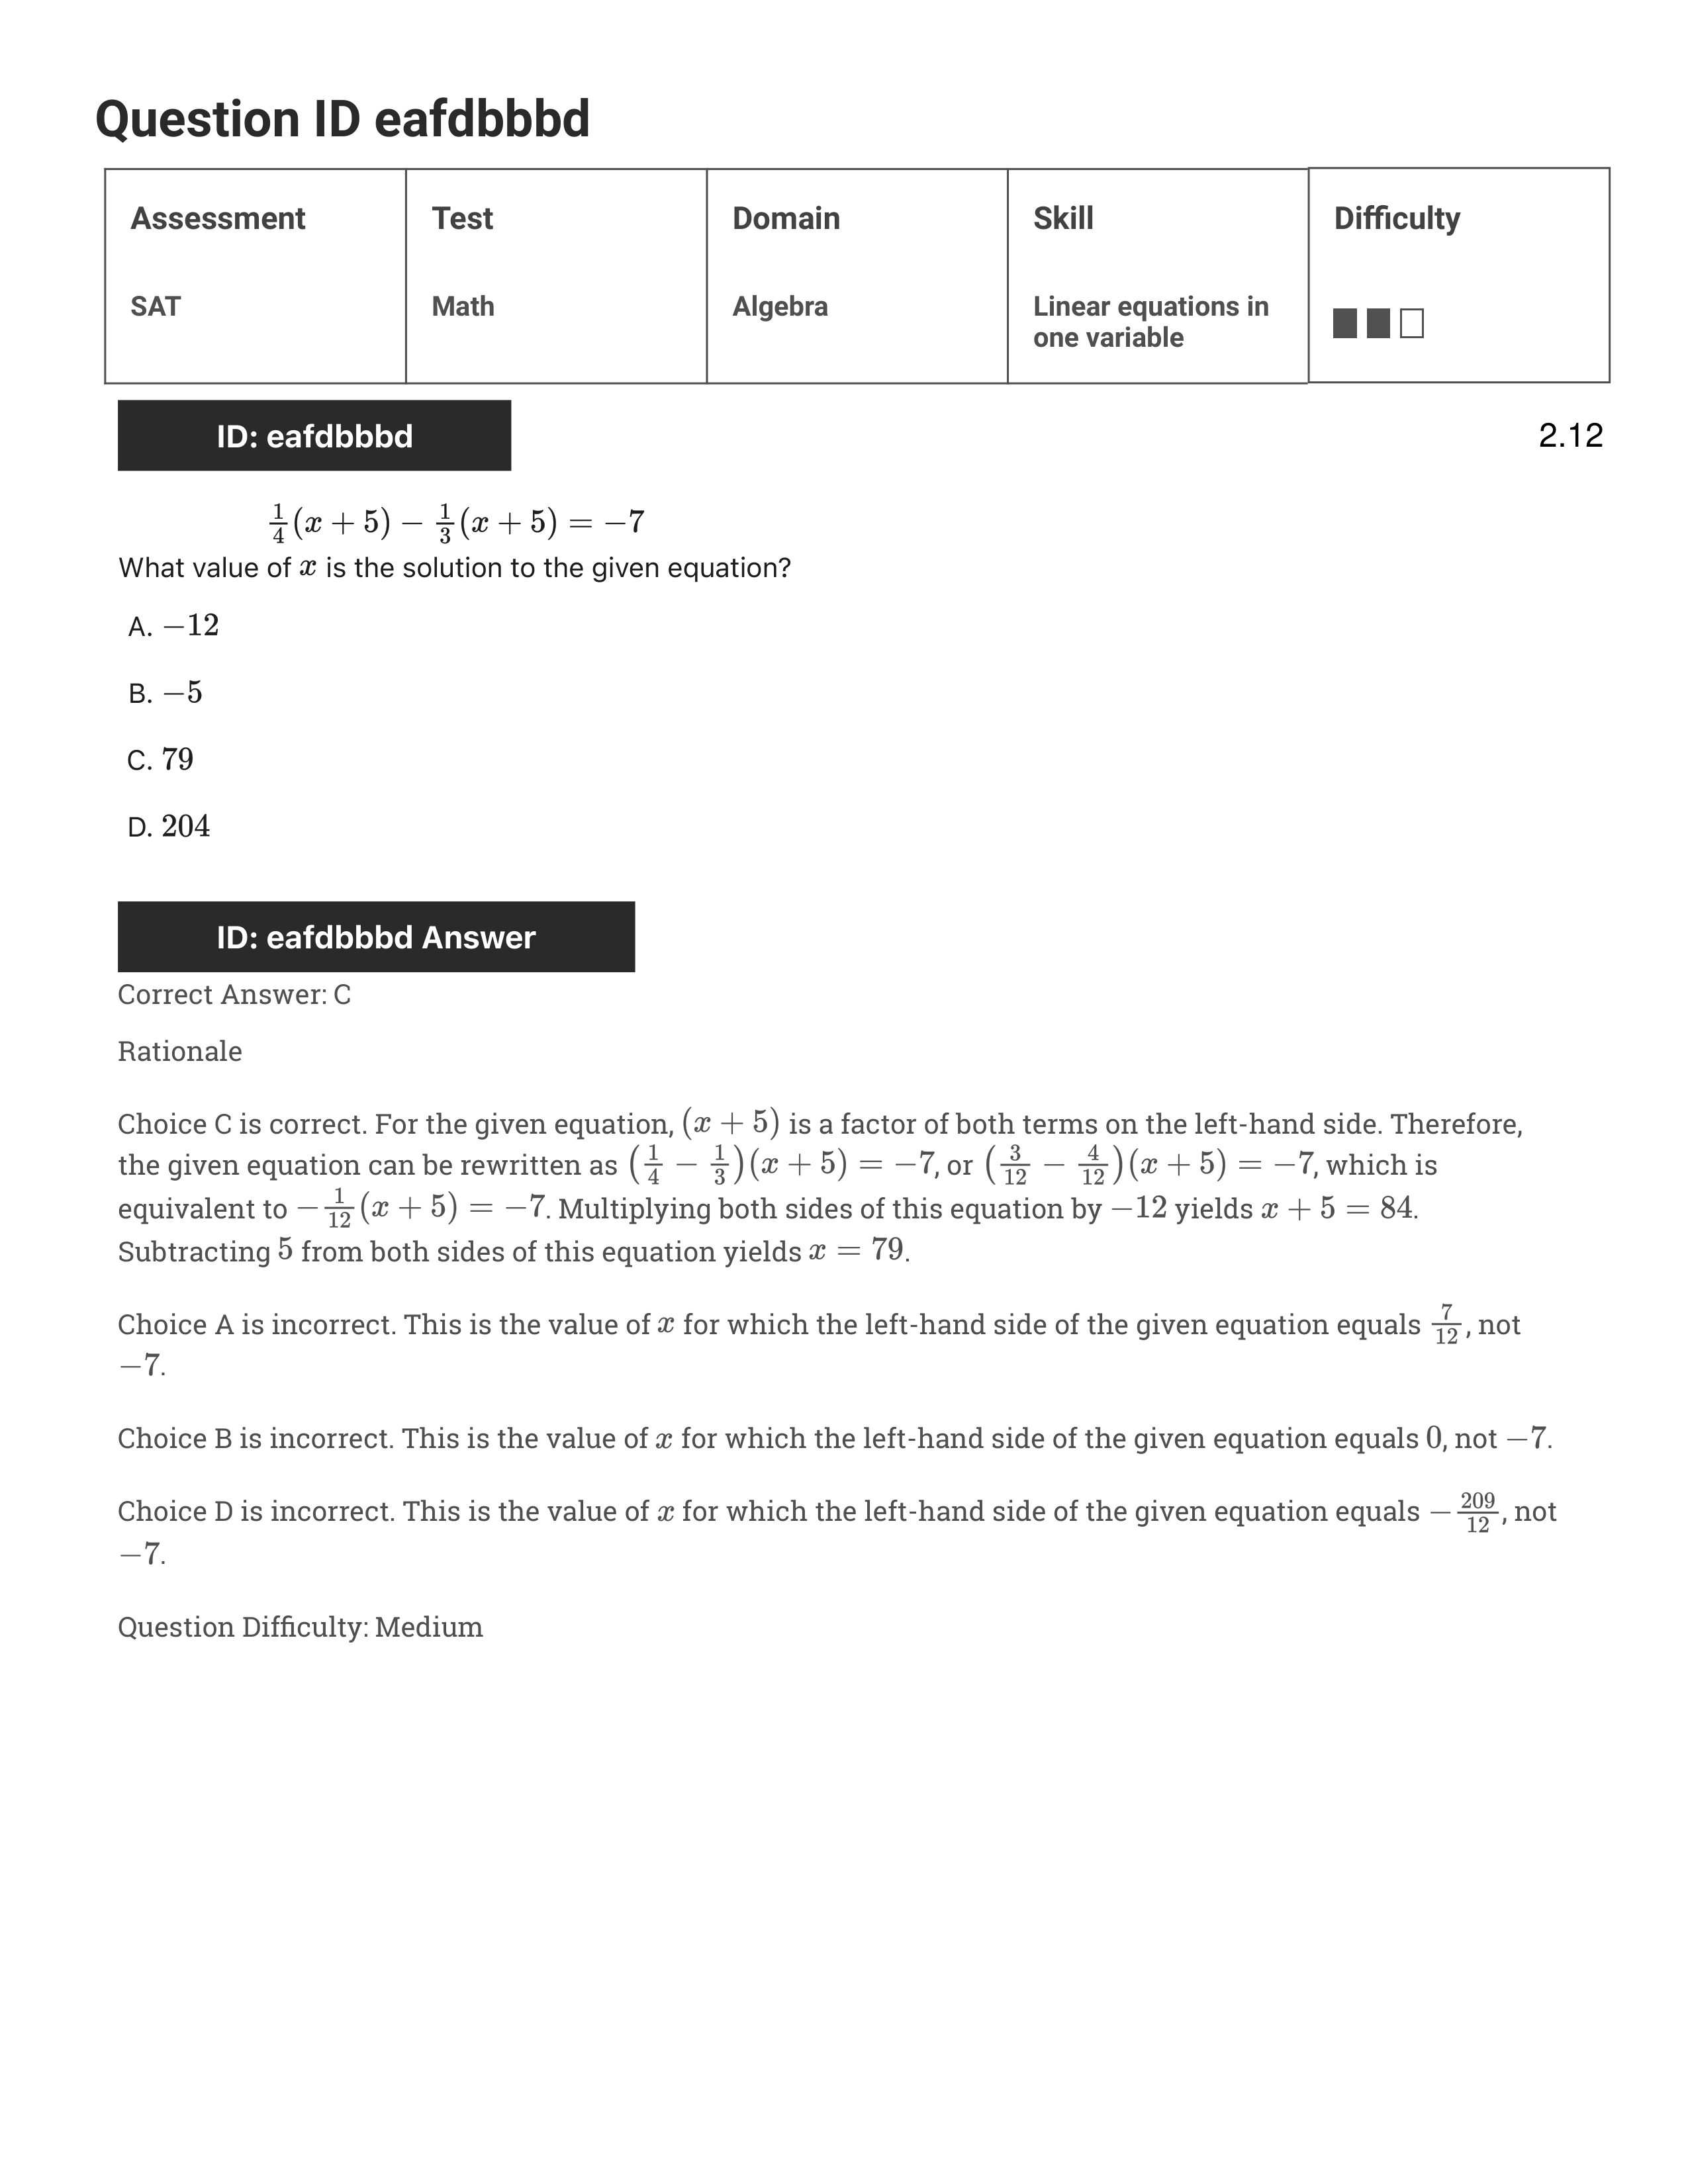 Question ID eafdbbbd
Assessment Test Domain Skill Difficulty
SAT Math Algebra Linear equations in
one variable
ID: eafdbbbd 2.12
\frac{1}{4}(x + 5) − \frac{1}{3}(x + 5) = −7
What value of x is the solution to the given equation?
A. −12
B. −5
C. 79
D. 204
ID: eafdbbbd Answer
Correct Answer: C
Rationale
Choice C is correct. For the given equation, (x + 5) is a factor of both terms on the left-hand side. Therefore,
the given equation can be rewritten as (\frac{1}{4} − \frac{1}{3})(x + 5) = −7, or (\frac{3}{12} − \frac{4}{12})(x + 5) = −7, which is
equivalent to −\frac{1}{12}(x + 5) = −7. Multiplying both sides of this equation by −12 yields x + 5 = 84.
Subtracting 5 from both sides of this equation yields x = 79.
Choice A is incorrect. This is the value of x for which the left-hand side of the given equation equals \frac{7}{12}, not
−7.
Choice B is incorrect. This is the value of x for which the left-hand side of the given equation equals 0, not −7.
Choice D is incorrect. This is the value of x for which the left-hand side of the given equation equals −\frac{209}{12}, not
−7.
Question Difficulty: Medium